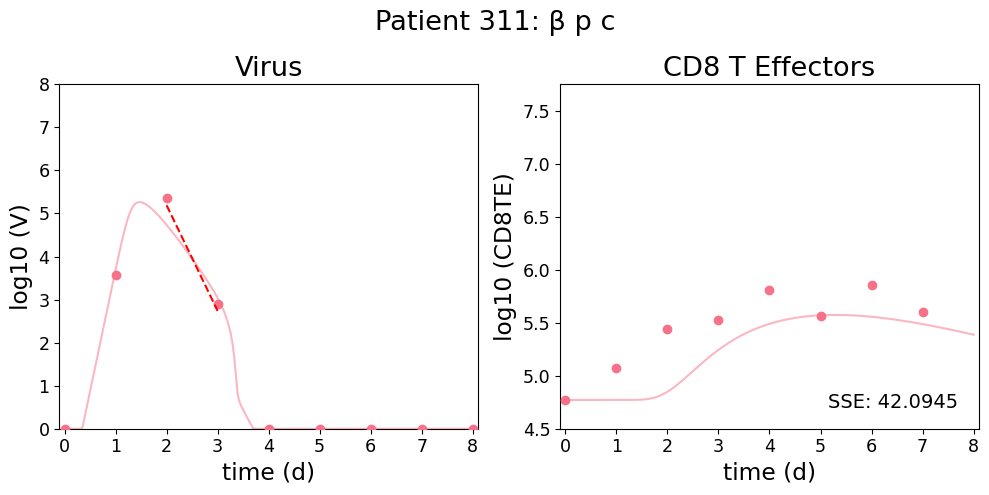 Patient 311: β p c
Virus
CD8 T Effectors
log10 (V)
8
7
6
5
4
3
2
1
0
0 1 2 3 4 5 6 7 8
time (d)
log10 (CD8TE)
7.5
7.0
6.5
6.0
5.5
5.0
4.5
SSE: 42.0945
0 1 2 3 4 5 6 7 8
time (d)